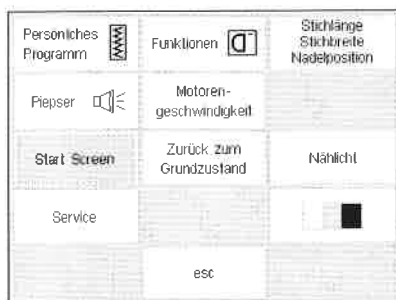 Persönliches
Programm
Funktionen
Stichlänge
Stichbreite
Nadelposition
Piepser
Motoren-
geschwindigkeit
Start Screen
Zurück zum
Grundzustand
Nählicht
Service
esc